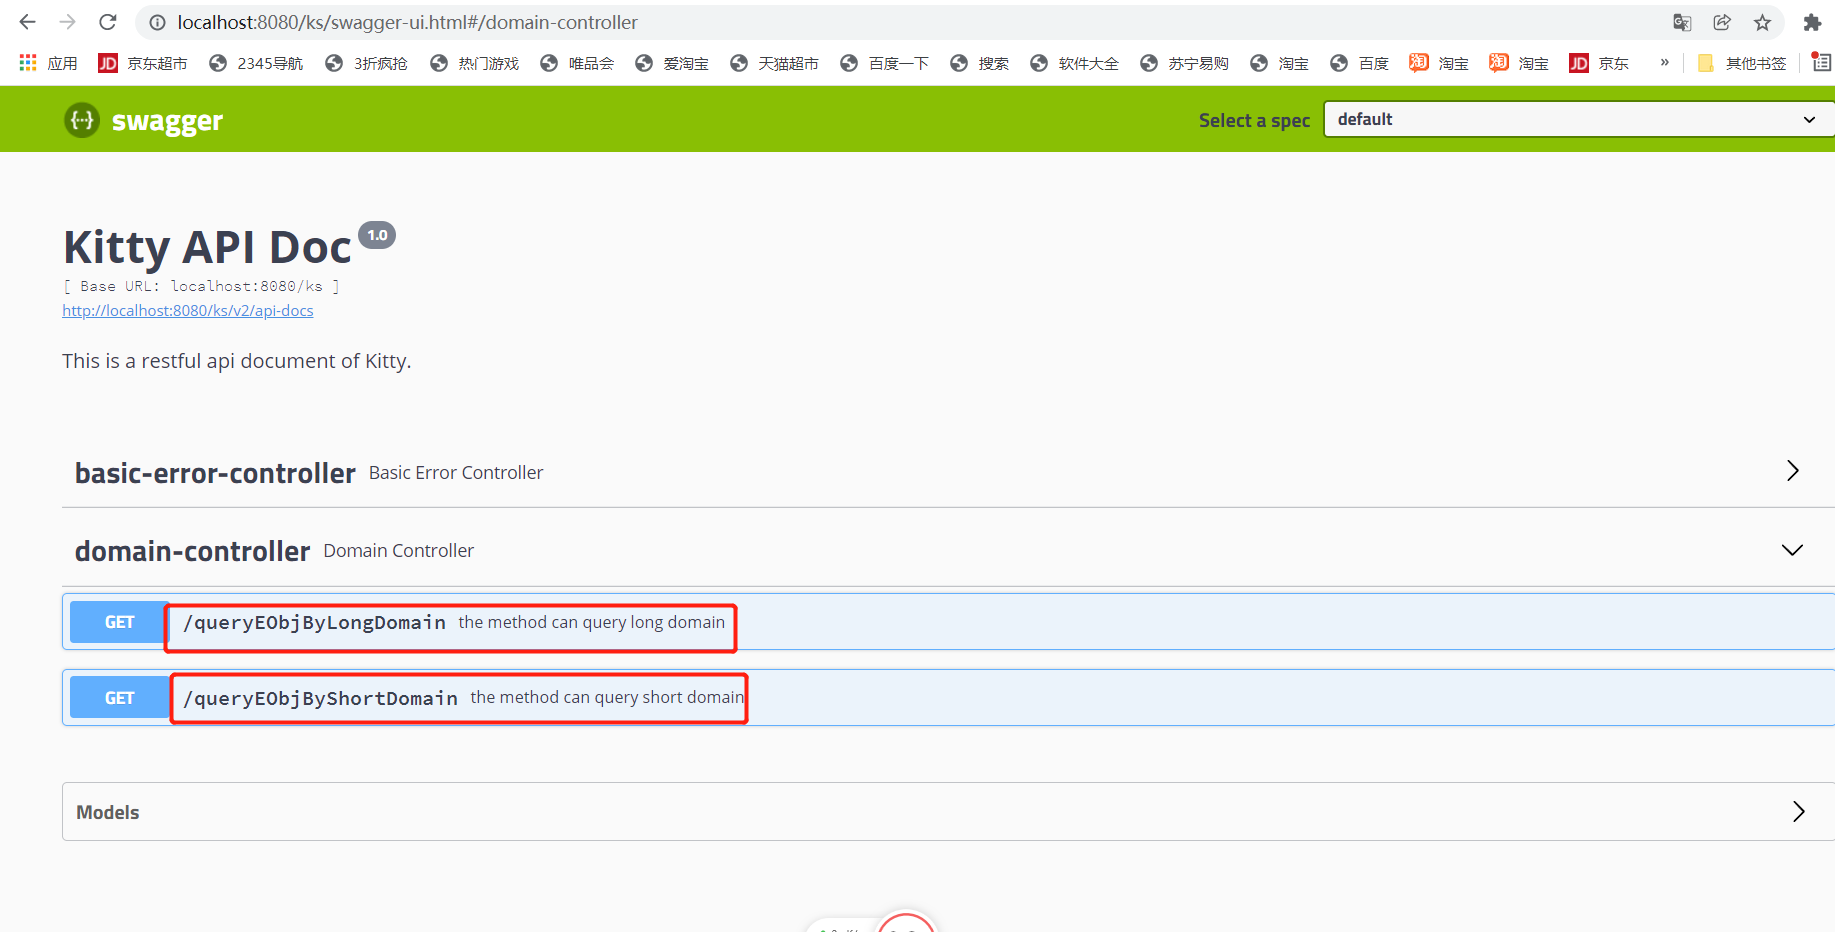 localhost:8080/ks/swagger-ui.html#/domain-controller
应用 JD 京东超市 2345导航 3折疯抢 热门游戏 唯品会 爱淘宝 天猫超市 百度一下 搜索 软件大全 苏宁易购 淘宝 百度 淘 淘宝 淘 淘宝 JD 京东 » 其他书签
{···} swagger Select a spec default
Kitty API Doc 1.0
[ Base URL: localhost:8080/ks ]
http://localhost:8080/ks/v2/api-docs
This is a restful api document of Kitty.
basic-error-controller Basic Error Controller
domain-controller Domain Controller
GET /queryEObjByLongDomain the method can query long domain
GET /queryEObjByShortDomain the method can query short domain
Models